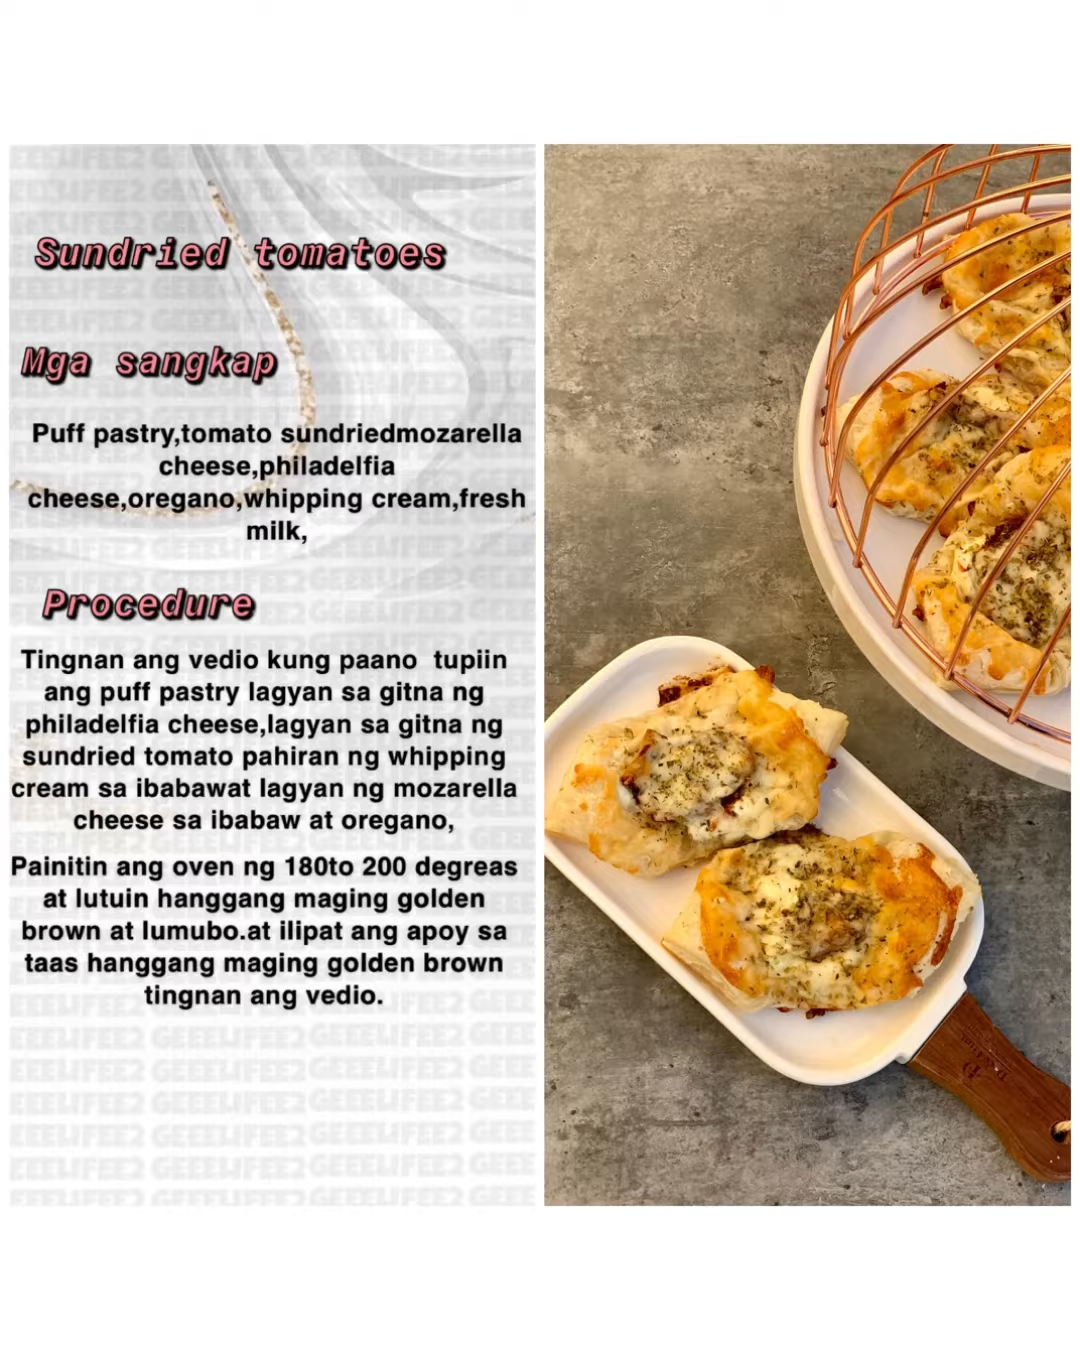 Sundried tomatoes
Mga sangkap
Puff pastry,tomato sundriedmozarella
cheese,philadelfia
cheese,oregano,whipping cream,fresh
milk,
Procedure
Tingnan ang vedio kung paano tupiin
ang puff pastry lagyan sa gitna ng
philadelfia cheese,lagyan sa gitna ng
sundried tomato pahiran ng whipping
cream sa ibabawat lagyan ng mozarella
cheese sa ibabaw at oregano,
Painitin ang oven ng 180to 200 degreas
at lutuin hanggang maging golden
brown at lumubo.at ilipat ang apoy sa
taas hanggang maging golden brown
tingnan ang vedio.